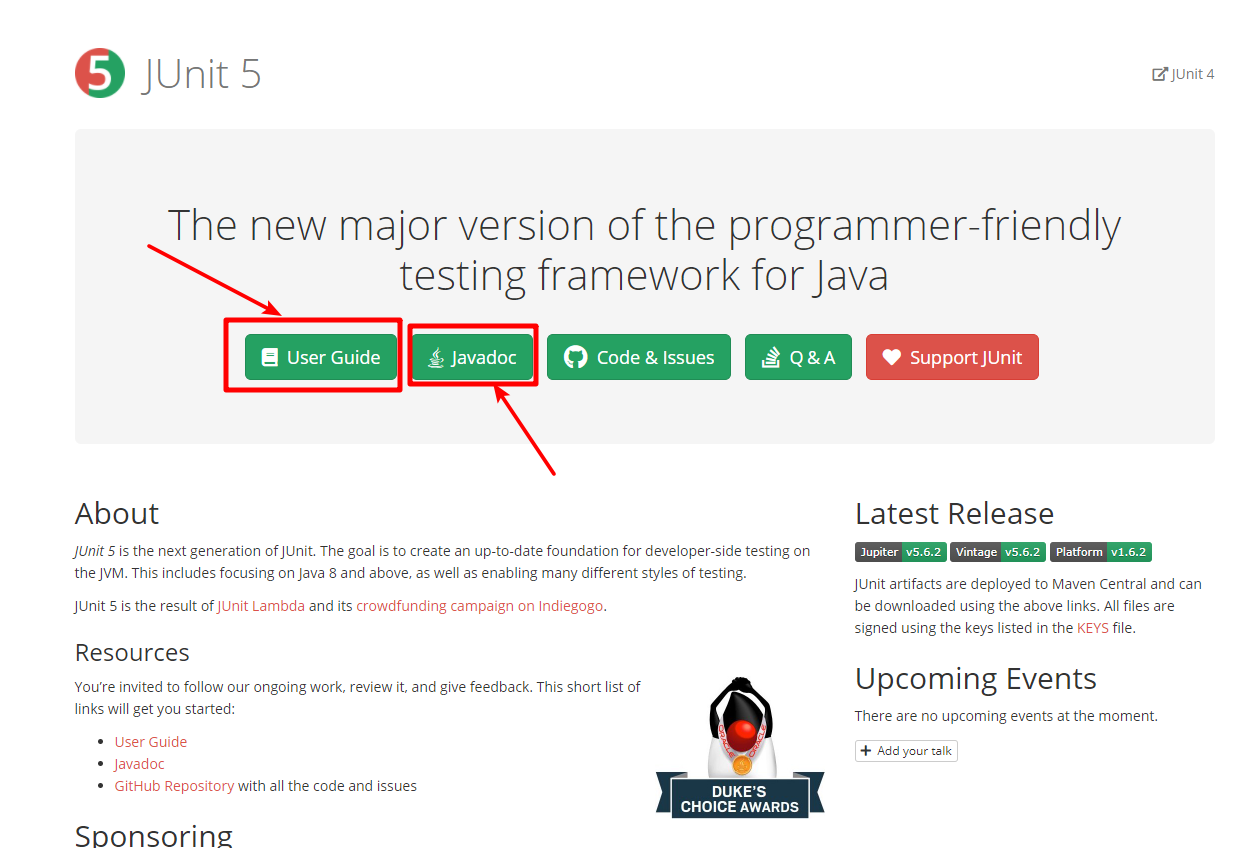 5 JUnit 5
JUnit 4
The new major version of the programmer-friendly
testing framework for Java
User Guide
Javadoc
Code & Issues
Q & A
Support JUnit
About
JUnit 5 is the next generation of JUnit. The goal is to create an up-to-date foundation for developer-side testing on
the JVM. This includes focusing on Java 8 and above, as well as enabling many different styles of testing.
JUnit 5 is the result of JUnit Lambda and its crowdfunding campaign on Indiegogo.
Resources
You’re invited to follow our ongoing work, review it, and give feedback. This short list of
links will get you started:
• User Guide
• Javadoc
• GitHub Repository with all the code and issues
ORACLE
ORACLE
DUKE'S
CHOICE AWARDS
Sponsoring
Latest Release
Jupiter v5.6.2 Vintage v5.6.2 Platform v1.6.2
JUnit artifacts are deployed to Maven Central and can
be downloaded using the above links. All files are
signed using the keys listed in the KEYS file.
Upcoming Events
There are no upcoming events at the moment.
+ Add your talk